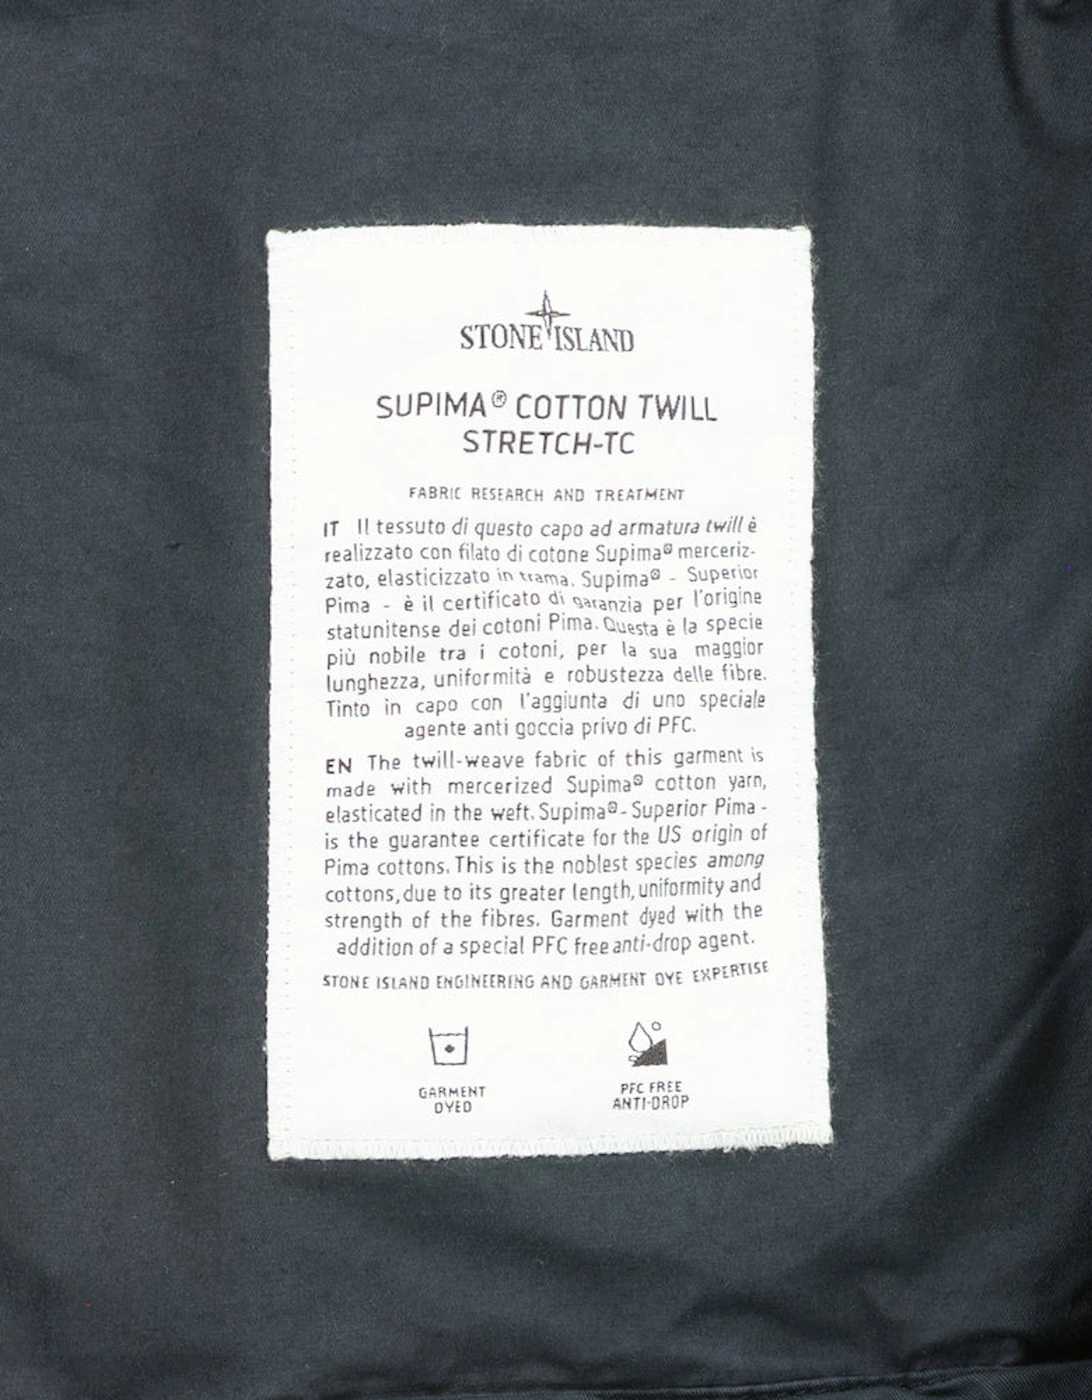 STONE ISLAND
SUPIMA® COTTON TWILL
STRETCH-TC
FABRIC RESEARCH AND TREATMENT
IT Il tessuto di questo capo ad armatura twill è
realizzato con filato di cotone Supima® merceriz-
zato, elasticizzato in trama. Supima® - Superior
Pima - è il certificato di garanzia per l'origine
statunitense dei cotoni Pima. Questa è la specie
più nobile tra i cotoni, per la sua maggior
lunghezza, uniformità e robustezza delle fibre.
Tinto in capo con l'aggiunta di uno speciale
agente anti goccia privo di PFC.
EN The twill-weave fabric of this garment is
made with mercerized Supima® cotton yarn,
elasticated in the weft. Supima® - Superior Pima -
is the guarantee certificate for the US origin of
Pima cottons. This is the noblest species among
cottons, due to its greater length, uniformity and
strength of the fibres. Garment dyed with the
addition of a special PFC free anti-drop agent.
STONE ISLAND ENGINEERING AND GARMENT DYE EXPERTISE
GARMENT
DYED
PFC FREE
ANTI-DROP